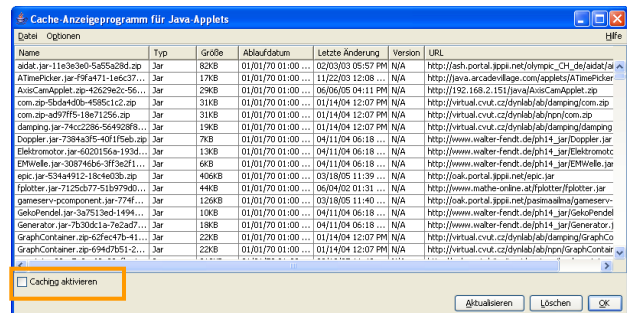 Cache-Anzeigeprogramm für Java-Applets
Datei Optionen Hilfe
Name Typ Größe Ablaufdatum Letzte Änderung Version URL
aidat.jar-11e3e3e0-5a55a28d.zip Jar 82KB 01/01/70 01:00 ... 02/03/03 05:57 PM N/A http://ash.portal.jippii.net/olympic_CH_de/aidat/ai
ATimePicker.jar-f9fa471-1e6c37... Jar 17KB 01/01/70 01:00 ... 11/22/03 12:08 ... N/A http://java.arcadevillage.com/applets/ATimePicker
AxisCamApplet.zip-42629e2c-56... Jar 29KB 01/01/70 01:00 ... 06/06/05 04:11 PM N/A http://192.168.2.151/java/AxisCamApplet.zip
com.zip-5bda4d0b-4585c1c2.zip Jar 31KB 01/01/70 01:00 ... 01/14/04 12:07 PM N/A http://virtual.cvut.cz/dynlab/ab/damping/com.zip
com.zip-ad97ff5-18e71256.zip Jar 31KB 01/01/70 01:00 ... 01/14/04 12:07 PM N/A http://virtual.cvut.cz/dynlab/ab/npn/com.zip
damping.jar-74cc2286-564928f8... Jar 19KB 01/01/70 01:00 ... 01/14/04 12:07 PM N/A http://virtual.cvut.cz/dynlab/ab/damping/damping
Doppler.jar-7384a3f5-40f1f5eb.zip Jar 7KB 01/01/70 01:00 ... 04/11/04 06:18 ... N/A http://www.walter-fendt.de/ph14_jar/Doppler.jar
Elektromotor.jar-6020156a-193d... Jar 13KB 01/01/70 01:00 ... 04/11/04 06:18 ... N/A http://www.walter-fendt.de/ph14_jar/Elektromotc
EMWelle.jar-308746b6-3ff3e2f1... Jar 6KB 01/01/70 01:00 ... 04/11/04 06:18 ... N/A http://www.walter-fendt.de/ph14_jar/EMWelle.jar
epic.jar-534a4912-18c4e03b.zip Jar 406KB 01/01/70 01:00 ... 03/18/05 11:39 ... N/A http://oak.portal.jippii.net/epic.jar
fplotter.jar-7125cb77-51b979d0... Jar 44KB 01/01/70 01:00 ... 06/04/02 01:31 ... N/A http://www.mathe-online.at/fplotter/fplotter.jar
gameserv-pcomponent.jar-774f... Jar 126KB 01/01/70 01:00 ... 03/18/05 11:40 ... N/A http://oak.portal.jippii.net/pasimaailma/gameserv-
GekoPendel.jar-3a7513ed-1494... Jar 10KB 01/01/70 01:00 ... 04/11/04 06:18 ... N/A http://www.walter-fendt.de/ph14_jar/GekoPendel
Generator.jar-7b30dc1a-7e2ad7... Jar 18KB 01/01/70 01:00 ... 04/11/04 06:18 ... N/A http://www.walter-fendt.de/ph14_jar/Generator.j
GraphContainer.zip-62fec47b-41... Jar 22KB 01/01/70 01:00 ... 01/14/04 12:07 PM N/A http://virtual.cvut.cz/dynlab/ab/damping/GraphCo
GraphContainer.zip-694d7b51-2... Jar 22KB 01/01/70 01:00 ... 01/14/04 12:07 PM N/A http://virtual.cvut.cz/dynlab/ab/npn/GraphContair
Caching aktivieren
Aktualisieren Löschen OK